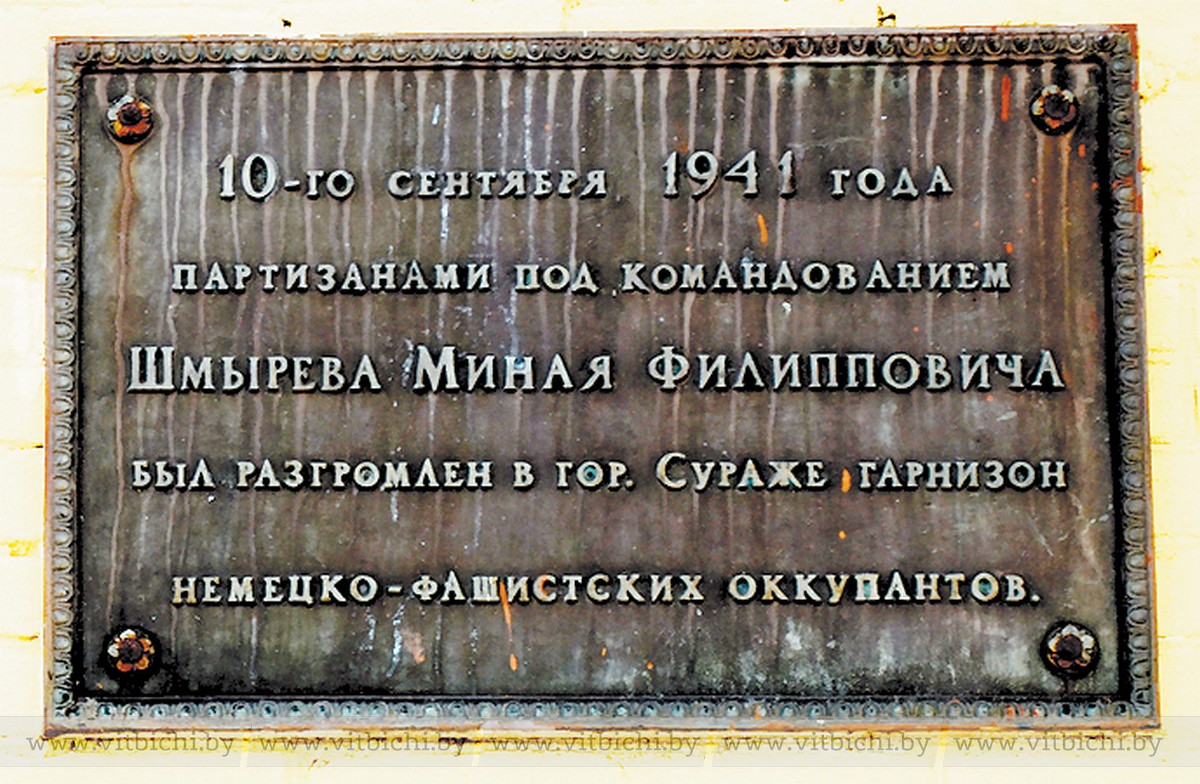 10-го сентября 1941 года
партизанами под командованием
Шмырева Миная Филипповича
был разгромлен в гор. Сураже гарнизон
немецко-фашистских оккупантов.
www.vitbichi.by www.vitbichi.by www.vitbichi.by www.vitbichi.by www.vitbichi.by